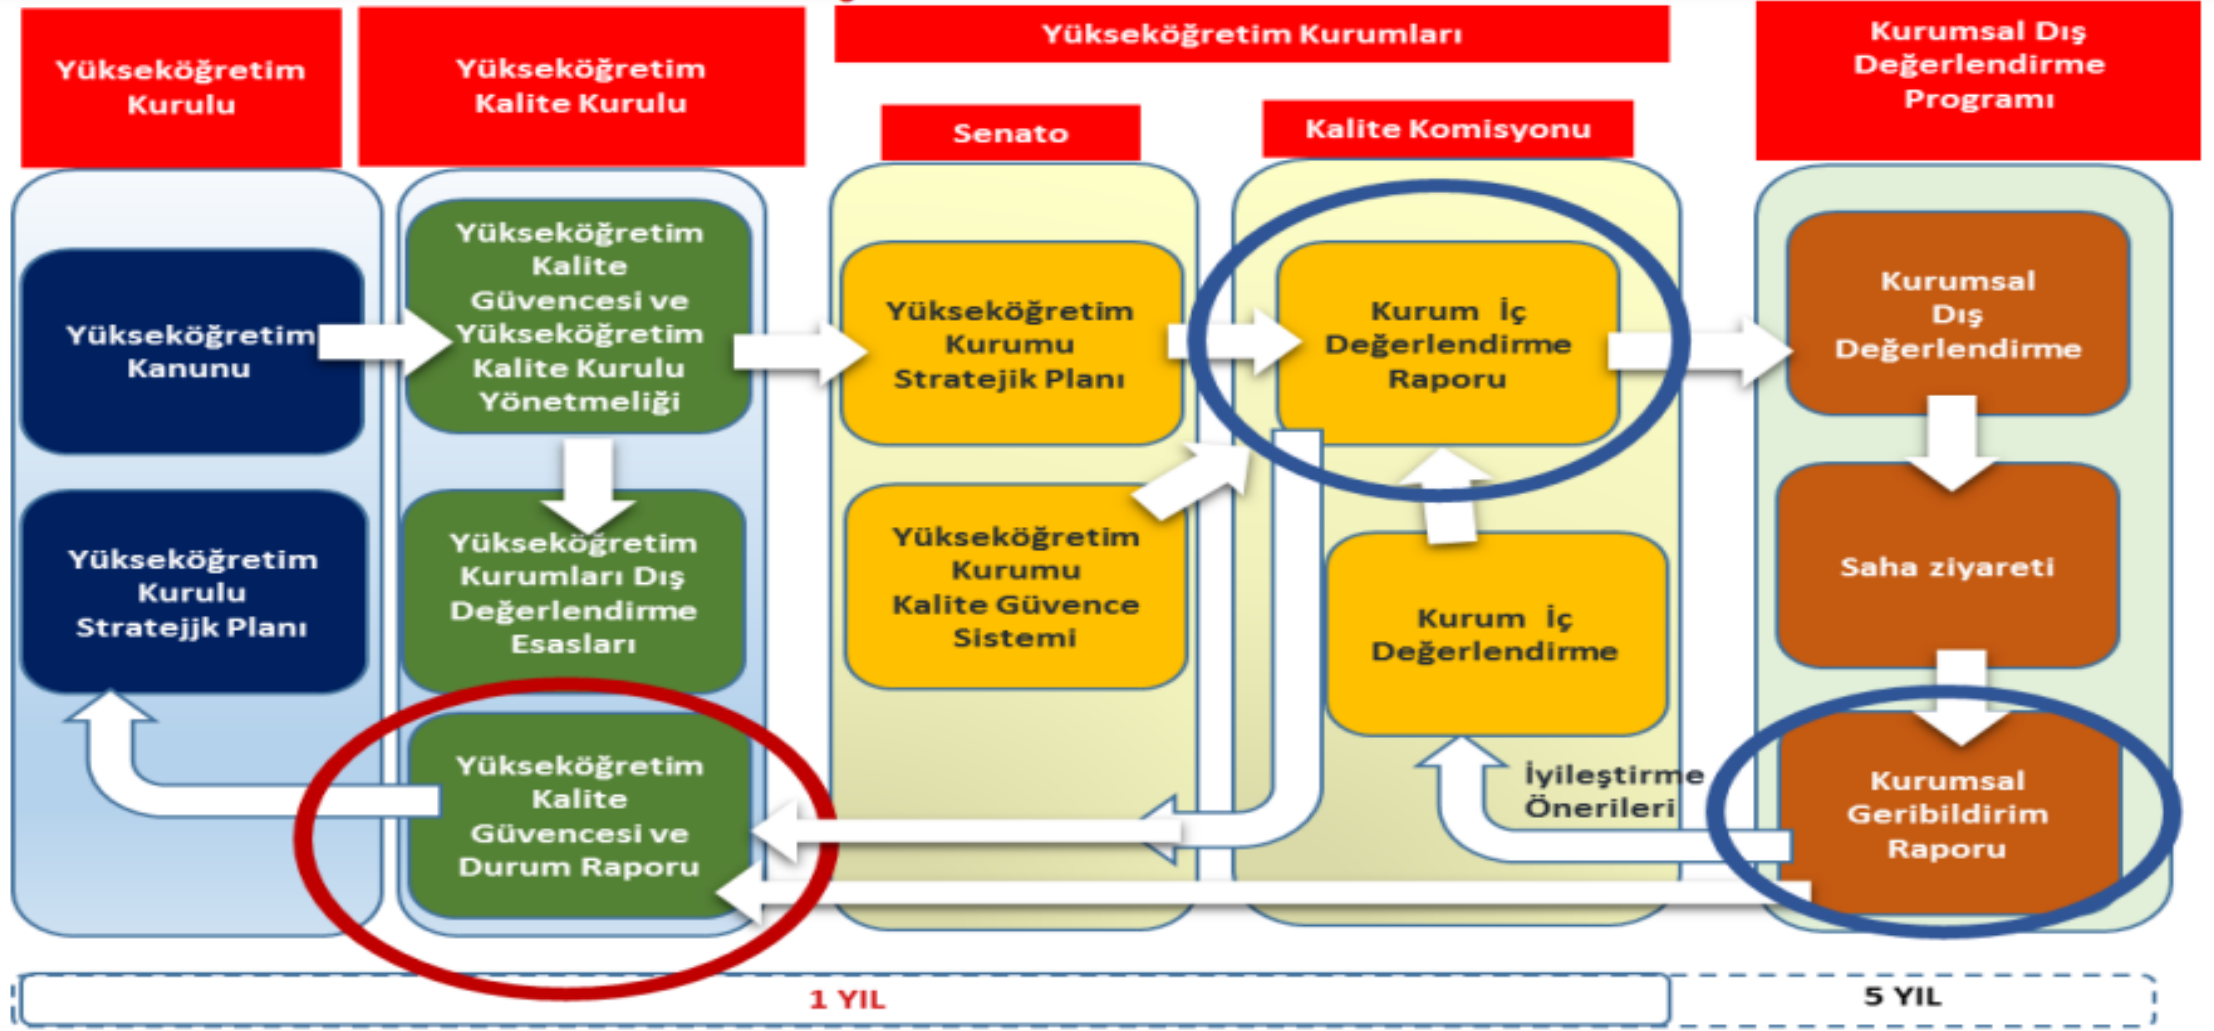 Yükseköğretim
Kurulu
Yükseköğretim
Kalite Kurulu
Yükseköğretim Kurumları
Senato
Kalite Komisyonu
Kurumsal Dış
Değerlendirme
Programı
Yükseköğretim
Kanunu
Yükseköğretim
Kurulu
Stratejjk Planı
Yükseköğretim
Kalite
Güvencesi ve
Yükseköğretim
Kalite Kurulu
Yönetmeliği
Yükseköğretim
Kurumları Dış
Değerlendirme
Esasları
Yükseköğretim
Kalite
Güvencesi ve
Durum Raporu
Yükseköğretim
Kurumu
Stratejik Planı
Yükseköğretim
Kurumu
Kalite Güvence
Sistemi
Kurum İç
Değerlendirme
Raporu
Kurum İç
Değerlendirme
İyileştirme
Önerileri
Kurumsal
Dış
Değerlendirme
Saha ziyareti
Kurumsal
Geribildirim
Raporu
1 YIL
5 YIL